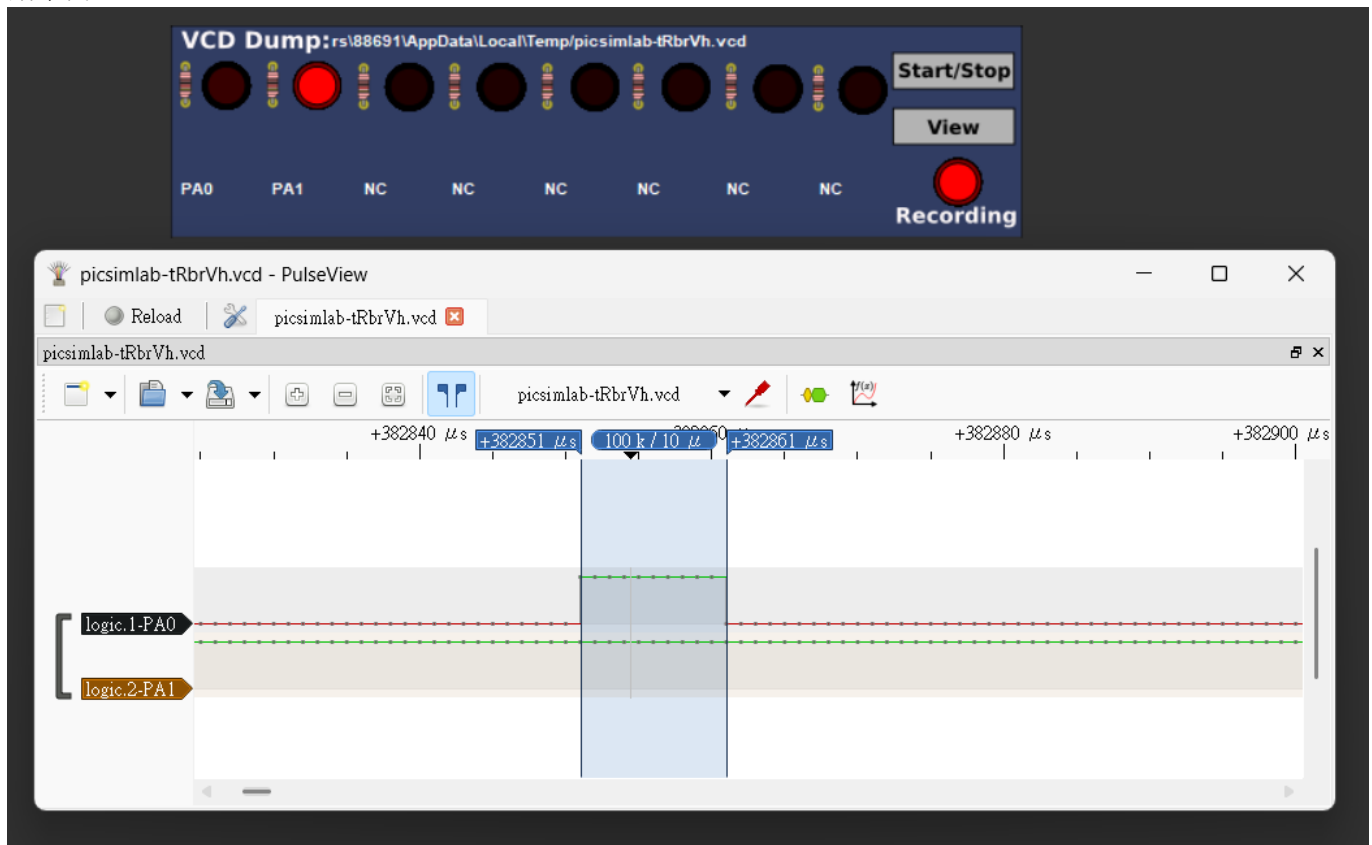 VCD Dump:rs\88691\AppData\Local\Temp/picsimlab-tRbrVh.vcd
Start/Stop
View
PA0 PA1 NC NC NC NC NC NC
Recording
picsimlab-tRbrVh.vcd - PulseView
Reload picsimlab-tRbrVh.vcd
picsimlab-tRbrVh.vcd
picsimlab-tRbrVh.vcd
+382840 μs +382851 μs 100 k / 10 μ +382861 μs +382880 μs +382900 μs
logic.1-PA0
logic.2-PA1